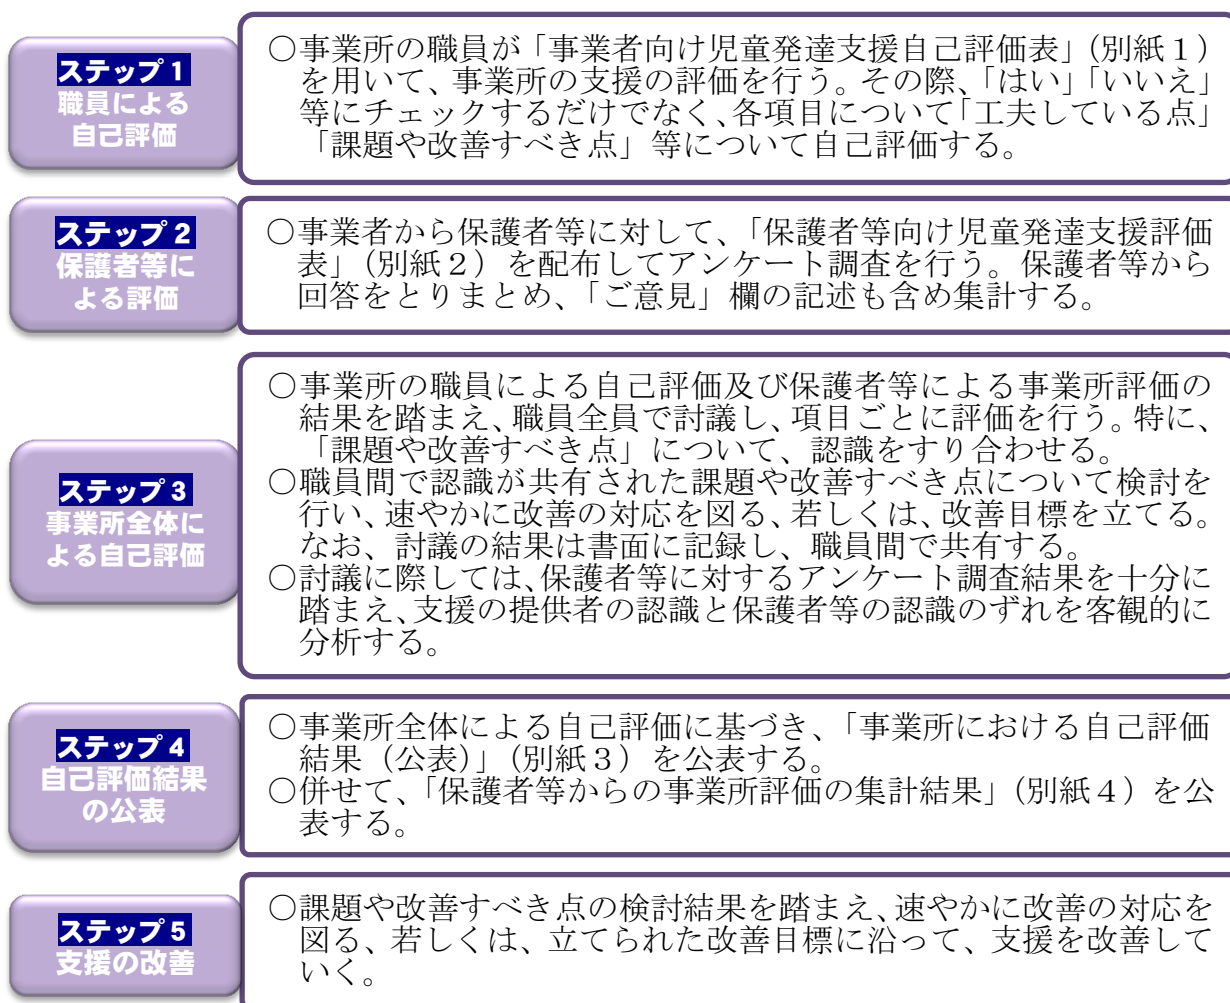 ステップ1
職員による
自己評価
○事業所の職員が「事業者向け児童発達支援自己評価表」(別紙1)
を用いて、事業所の支援の評価を行う。その際、「はい」「いいえ」
等にチェックするだけでなく、各項目について「工夫している点」
「課題や改善すべき点」等について自己評価する。
ステップ2
保護者等に
よる評価
○事業者から保護者等に対して、「保護者等向け児童発達支援評価
表」(別紙2)を配布してアンケート調査を行う。保護者等から
回答をとりまとめ、「ご意見」欄の記述も含め集計する。
ステップ3
事業所全体に
よる自己評価
○事業所の職員による自己評価及び保護者等による事業所評価の
結果を踏まえ、職員全員で討議し、項目ごとに評価を行う。特に、
「課題や改善すべき点」について、認識をすり合わせる。
○職員間で認識が共有された課題や改善すべき点について検討を
行い、速やかに改善の対応を図る、若しくは、改善目標を立てる。
なお、討議の結果は書面に記録し、職員間で共有する。
○討議に際しては、保護者等に対するアンケート調査結果を十分に
踏まえ、支援の提供者の認識と保護者等の認識のずれを客観的に
分析する。
ステップ4
自己評価結果
の公表
○事業所全体による自己評価に基づき、「事業所における自己評価
結果(公表)」(別紙3)を公表する。
○併せて、「保護者等からの事業所評価の集計結果」(別紙4)を公
表する。
ステップ5
支援の改善
○課題や改善すべき点の検討結果を踏まえ、速やかに改善の対応を
図る、若しくは、立てられた改善目標に沿って、支援を改善して
いく。